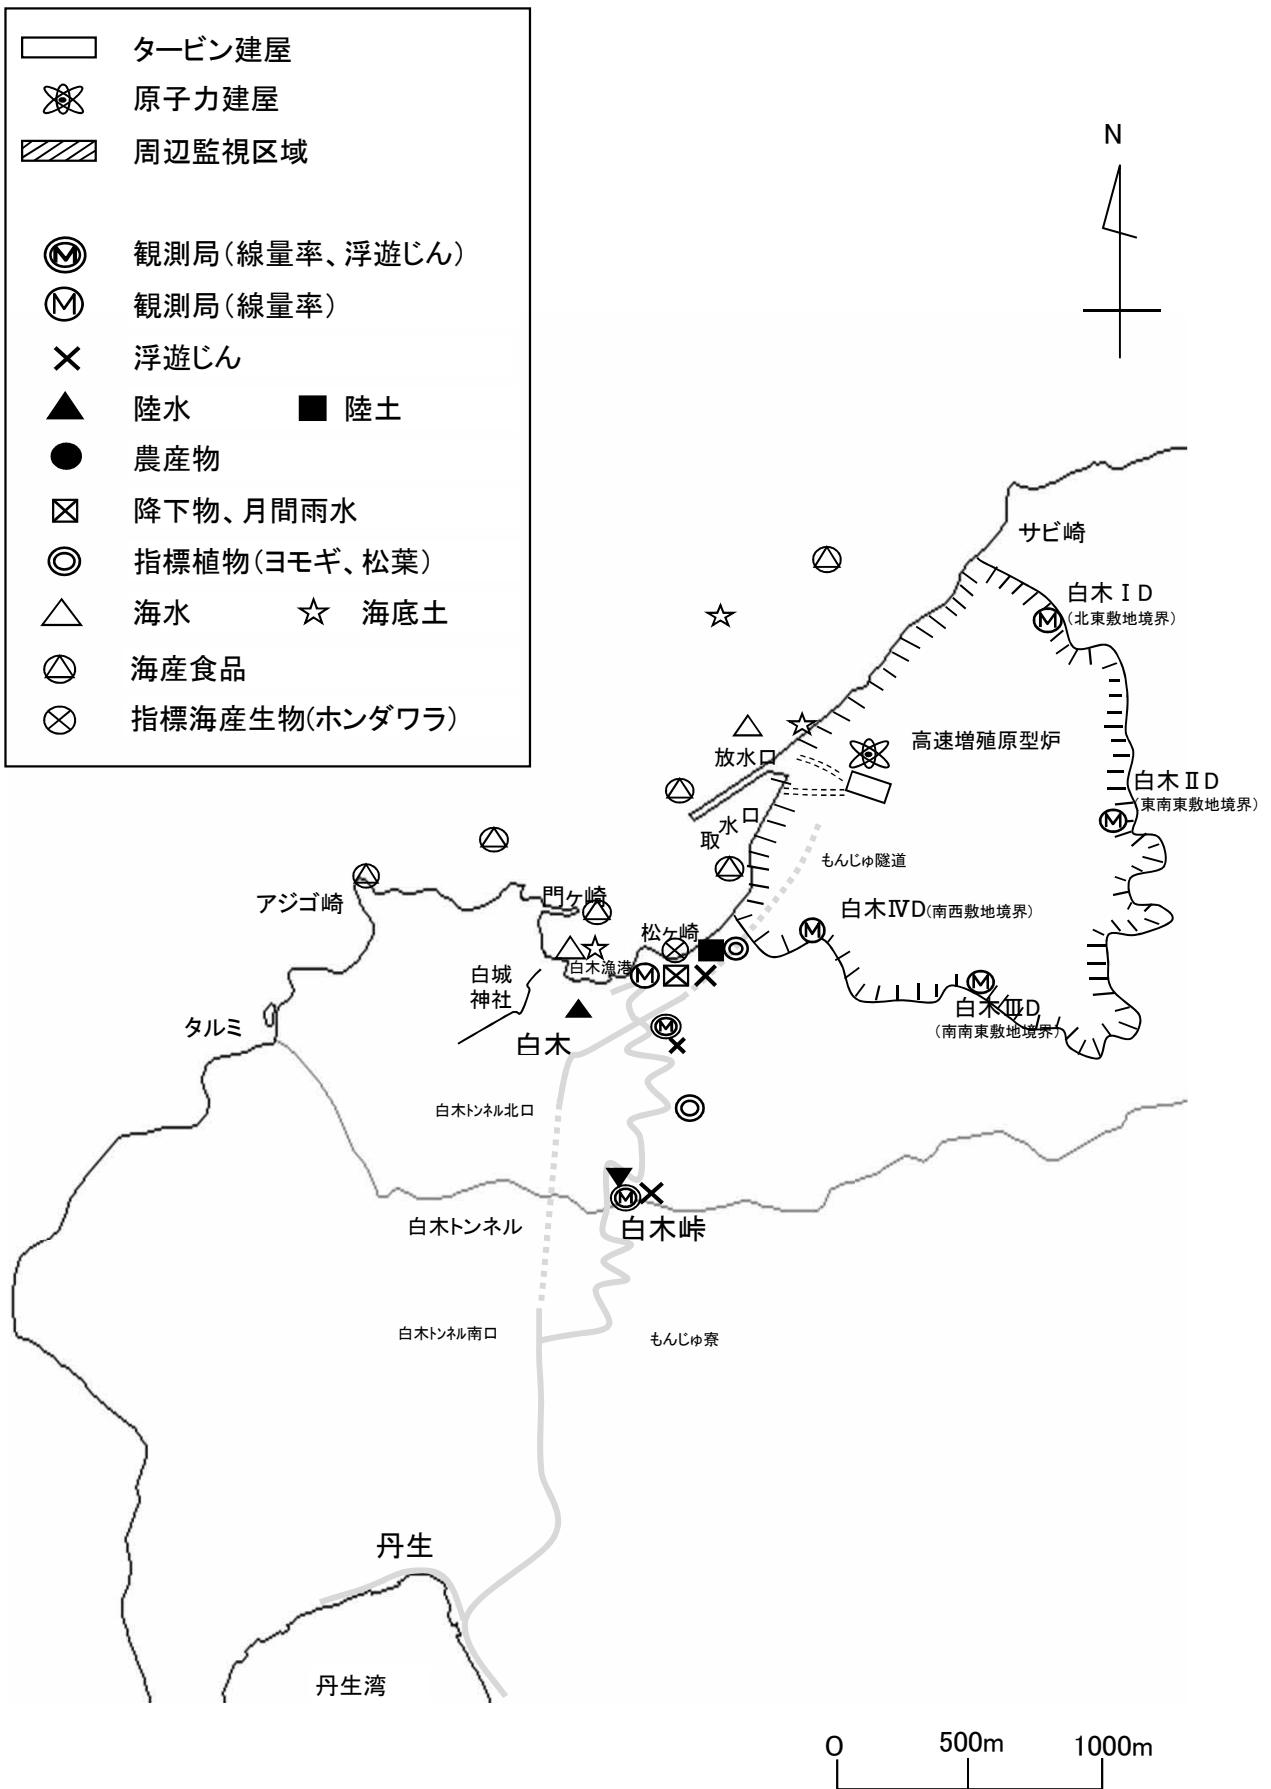 タービン建屋
原子力建屋
周辺監視区域
観測局(線量率、浮遊じん)
観測局(線量率)
浮遊じん
陸水 陸土
農産物
降下物、月間雨水
指標植物(ヨモギ、松葉)
海水 海底土
海産食品
指標海産生物(ホンダワラ)
N
サビ崎
白木ⅠD
(北東敷地境界)
高速増殖原型炉
放水口
白木ⅡD
(東南東敷地境界)
取水口
もんじゅ隧道
アジゴ崎
門ヶ崎
白木ⅣD(南西敷地境界)
松ヶ崎
白木漁港
白城
神社
白木ⅢD
(南南東敷地境界)
タルミ
白木
白木トンネル北口
白木トンネル
白木峠
白木トンネル南口
もんじゅ寮
丹生
丹生湾
O 500m 1000m